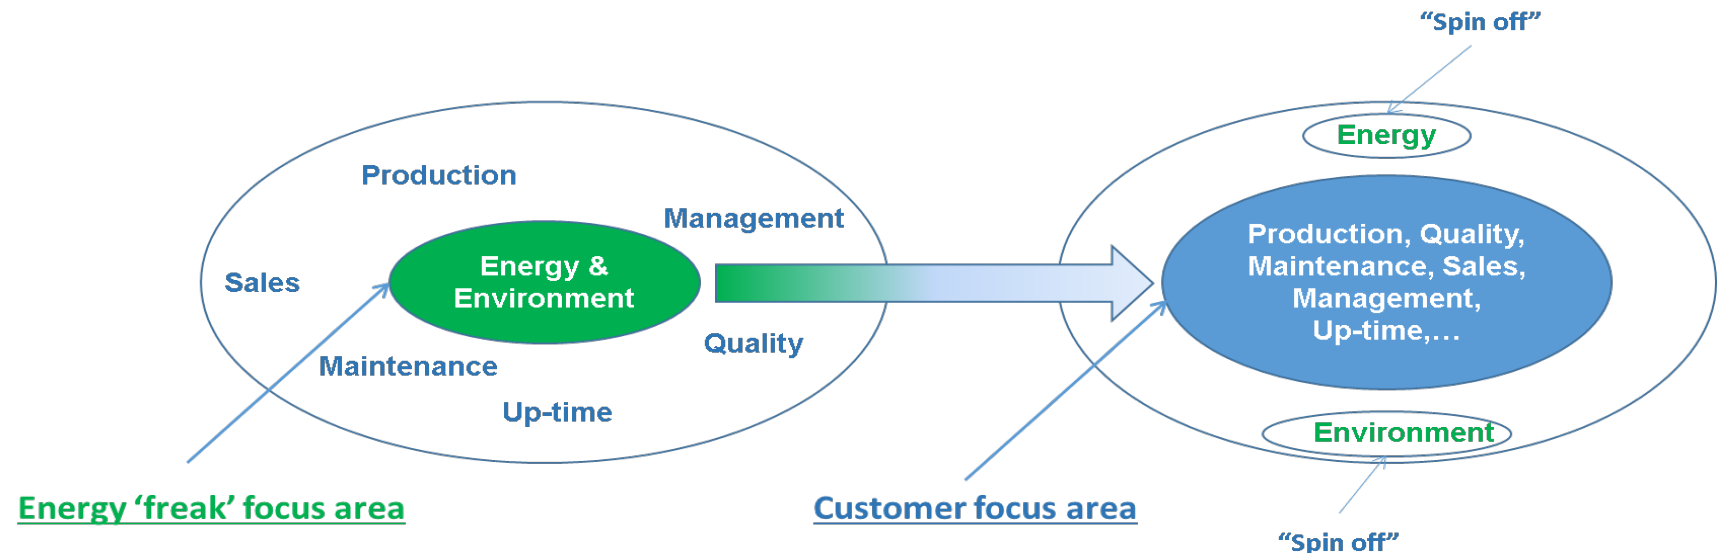 “Spin off”
Energy
Production
Management
Production, Quality,
Maintenance, Sales,
Management,
Up-time,…
Energy &
Environment
Sales
Quality
Maintenance
Up-time
Environment
Energy ‘freak’ focus area
Customer focus area
“Spin off”